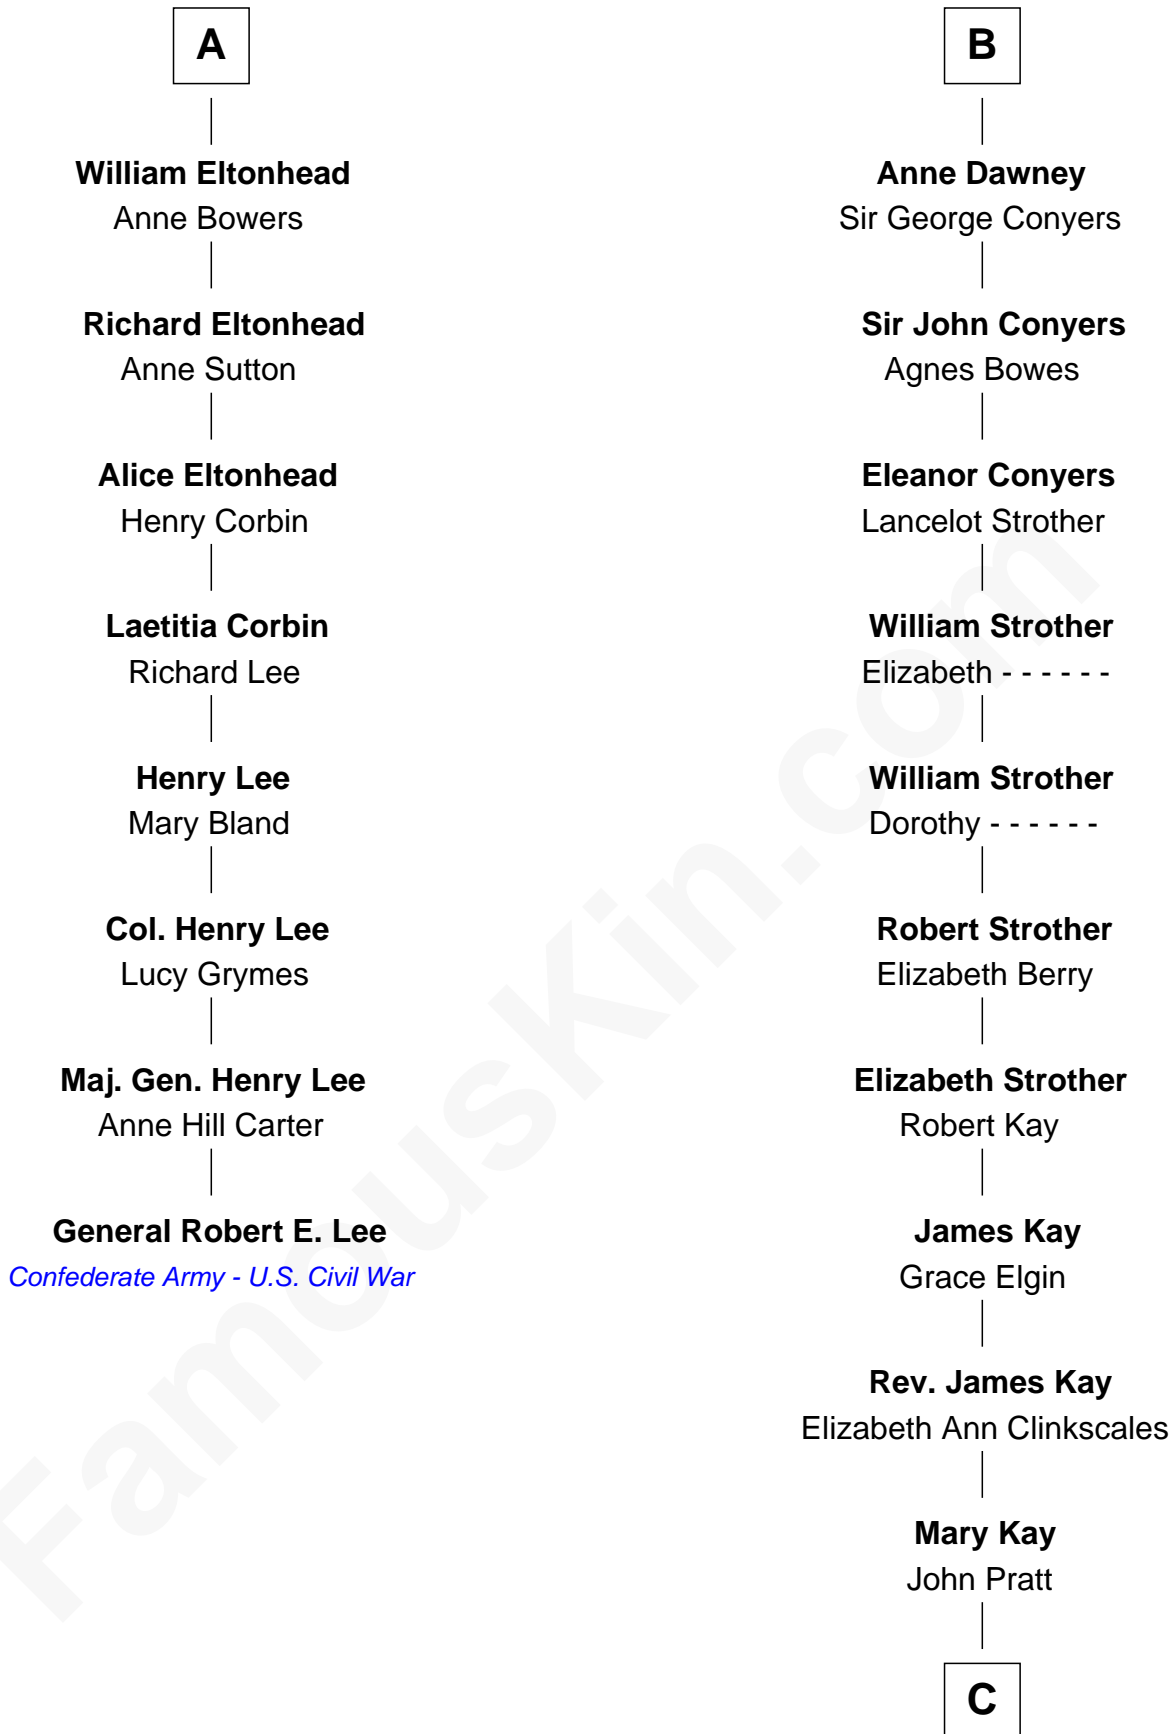 A
William Eltonhead
Anne Bowers
Richard Eltonhead
Anne Sutton
Alice Eltonhead
Henry Corbin
Laetitia Corbin
Richard Lee
Henry Lee
Mary Bland
Col. Henry Lee
Lucy Grymes
Maj. Gen. Henry Lee
Anne Hill Carter
General Robert E. Lee
Confederate Army - U.S. Civil War
B
Anne Dawney
Sir George Conyers
Sir John Conyers
Agnes Bowes
Eleanor Conyers
Lancelot Strother
William Strother
Elizabeth - - - - - -
William Strother
Dorothy - - - - - -
Robert Strother
Elizabeth Berry
Elizabeth Strother
Robert Kay
James Kay
Grace Elgin
Rev. James Kay
Elizabeth Ann Clinkscales
Mary Kay
John Pratt
C
FamousKin.com